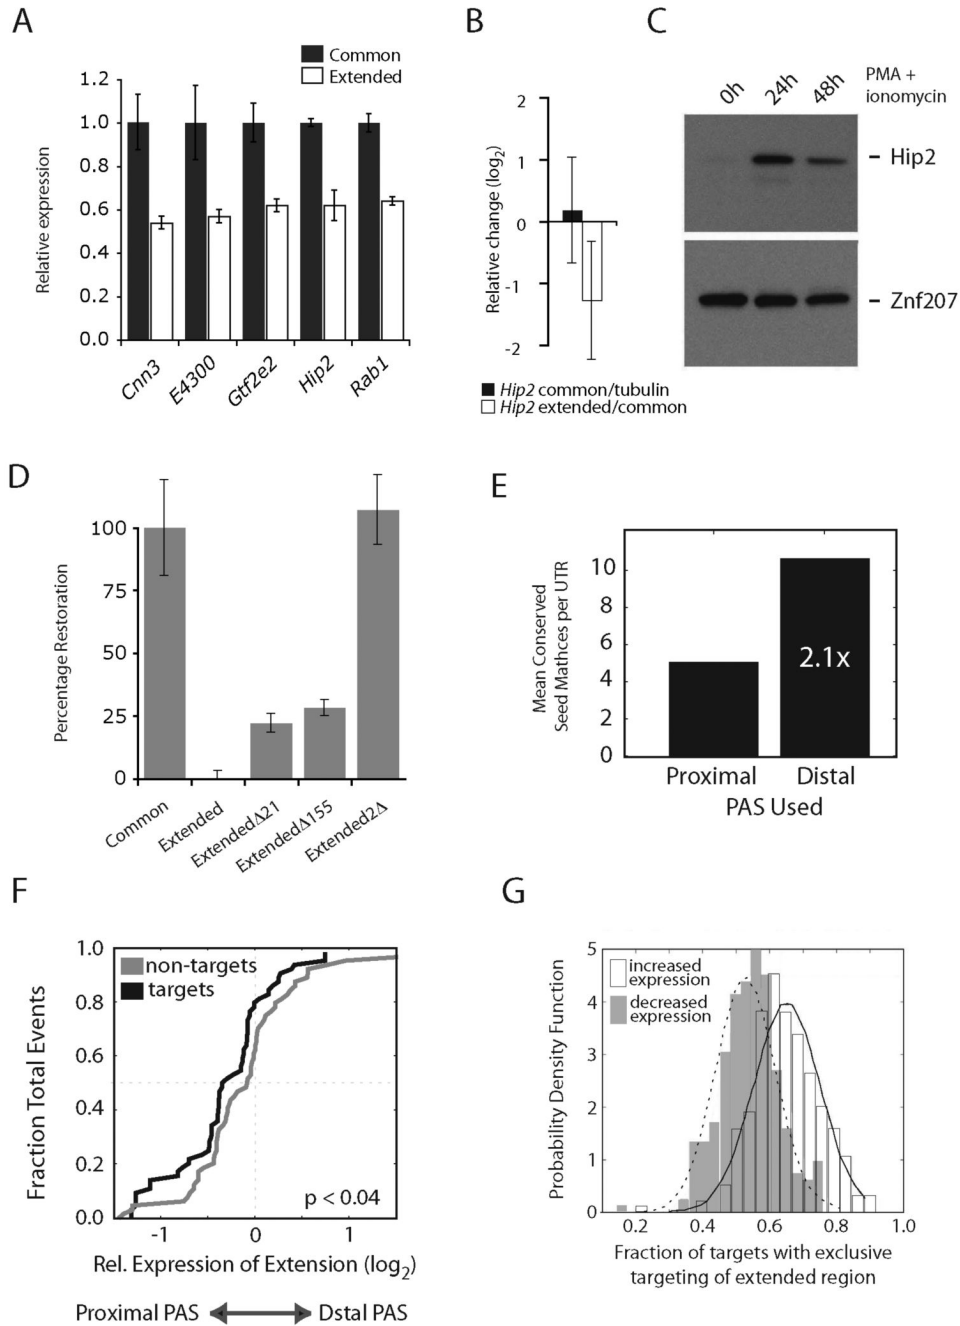 A
Common
Extended
1.2
1.0
0.8
0.6
0.4
0.2
0.0
Relative expression
Cnn3
E4300
Gtf2e2
Hip2
Rab1
B
2
1
0
-1
-2
Relative change (log2)
Hip2 common/tubulin
Hip2 extended/common
C
0h
24h
48h
PMA +
ionomycin
Hip2
Znf207
D
100
75
50
25
0
Percentage Restoration
Common
Extended
ExtendedΔ21
ExtendedΔ155
Extended2Δ
E
10
8
6
4
2
0
Mean Conserved
Seed Mathces per UTR
2.1x
Proximal
Distal
PAS Used
F
1.0
0.8
0.6
0.4
0.2
0.0
Fraction Total Events
non-targets
targets
p < 0.04
-1
0
1
Rel. Expression of Extension (log2)
Proximal PAS
Dstal PAS
G
5
4
3
2
1
0
Probability Density Function
increased
expression
decreased
expression
0.2
0.4
0.6
0.8
1.0
Fraction of targets with exclusive
targeting of extended region